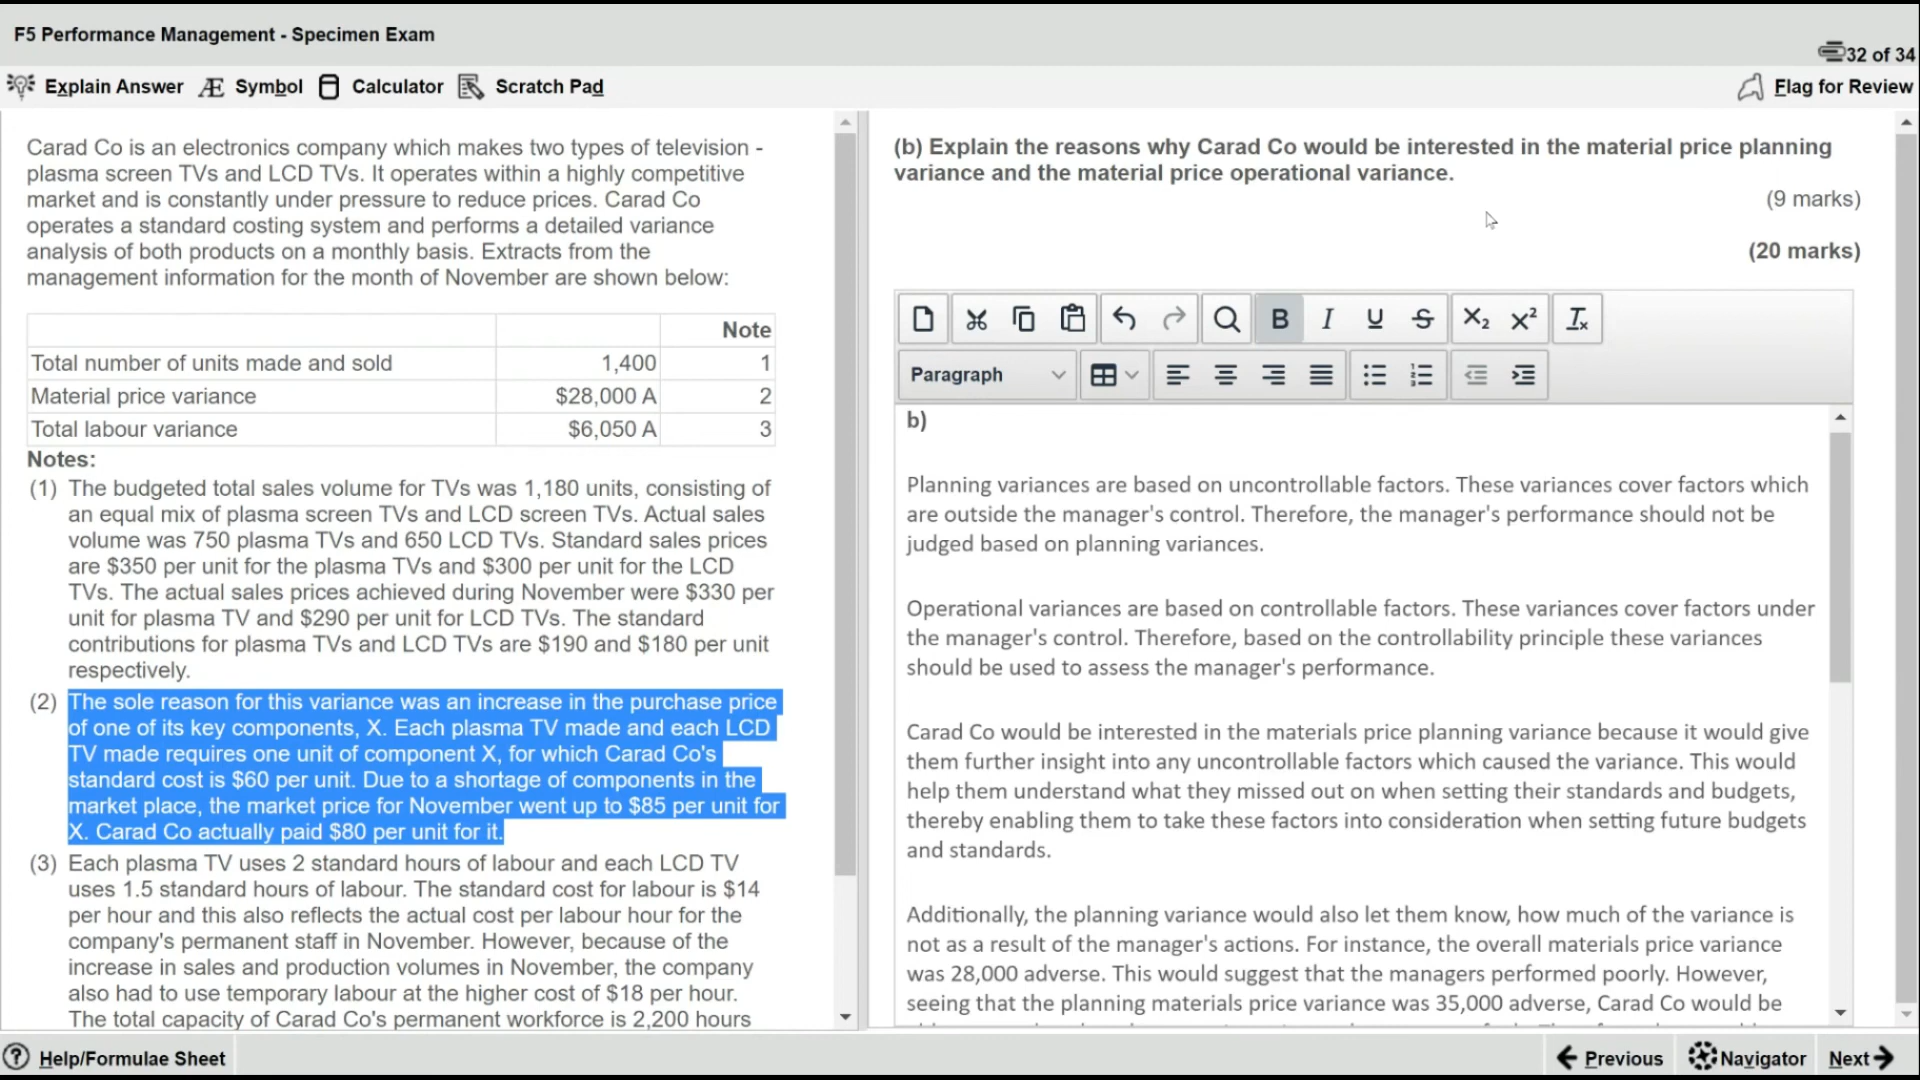 F5 Performance Management - Specimen Exam
32 of 34
Explain Answer
Symbol
Calculator
Scratch Pad
Flag for Review
Carad Co is an electronics company which makes two types of television -
plasma screen TVs and LCD TVs. It operates within a highly competitive
market and is constantly under pressure to reduce prices. Carad Co
operates a standard costing system and performs a detailed variance
analysis of both products on a monthly basis. Extracts from the
management information for the month of November are shown below:
Note
Total number of units made and sold 1,400 1
Material price variance $28,000 A 2
Total labour variance $6,050 A 3
Notes:
(1) The budgeted total sales volume for TVs was 1,180 units, consisting of
an equal mix of plasma screen TVs and LCD screen TVs. Actual sales
volume was 750 plasma TVs and 650 LCD TVs. Standard sales prices
are $350 per unit for the plasma TVs and $300 per unit for the LCD
TVs. The actual sales prices achieved during November were $330 per
unit for plasma TV and $290 per unit for LCD TVs. The standard
contributions for plasma TVs and LCD TVs are $190 and $180 per unit
respectively.
(2) The sole reason for this variance was an increase in the purchase price
of one of its key components, X. Each plasma TV made and each LCD
TV made requires one unit of component X, for which Carad Co's
standard cost is $60 per unit. Due to a shortage of components in the
market place, the market price for November went up to $85 per unit for
X. Carad Co actually paid $80 per unit for it.
(3) Each plasma TV uses 2 standard hours of labour and each LCD TV
uses 1.5 standard hours of labour. The standard cost for labour is $14
per hour and this also reflects the actual cost per labour hour for the
company's permanent staff in November. However, because of the
increase in sales and production volumes in November, the company
also had to use temporary labour at the higher cost of $18 per hour.
The total capacity of Carad Co's permanent workforce is 2,200 hours
(b) Explain the reasons why Carad Co would be interested in the material price planning
variance and the material price operational variance.
(9 marks)
(20 marks)
Paragraph
b)
Planning variances are based on uncontrollable factors. These variances cover factors which
are outside the manager's control. Therefore, the manager's performance should not be
judged based on planning variances.
Operational variances are based on controllable factors. These variances cover factors under
the manager's control. Therefore, based on the controllability principle these variances
should be used to assess the manager's performance.
Carad Co would be interested in the materials price planning variance because it would give
them further insight into any uncontrollable factors which caused the variance. This would
help them understand what they missed out on when setting their standards and budgets,
thereby enabling them to take these factors into consideration when setting future budgets
and standards.
Additionally, the planning variance would also let them know, how much of the variance is
not as a result of the manager's actions. For instance, the overall materials price variance
was 28,000 adverse. This would suggest that the managers performed poorly. However,
seeing that the planning materials price variance was 35,000 adverse, Carad Co would be
Help/Formulae Sheet
Previous
Navigator
Next